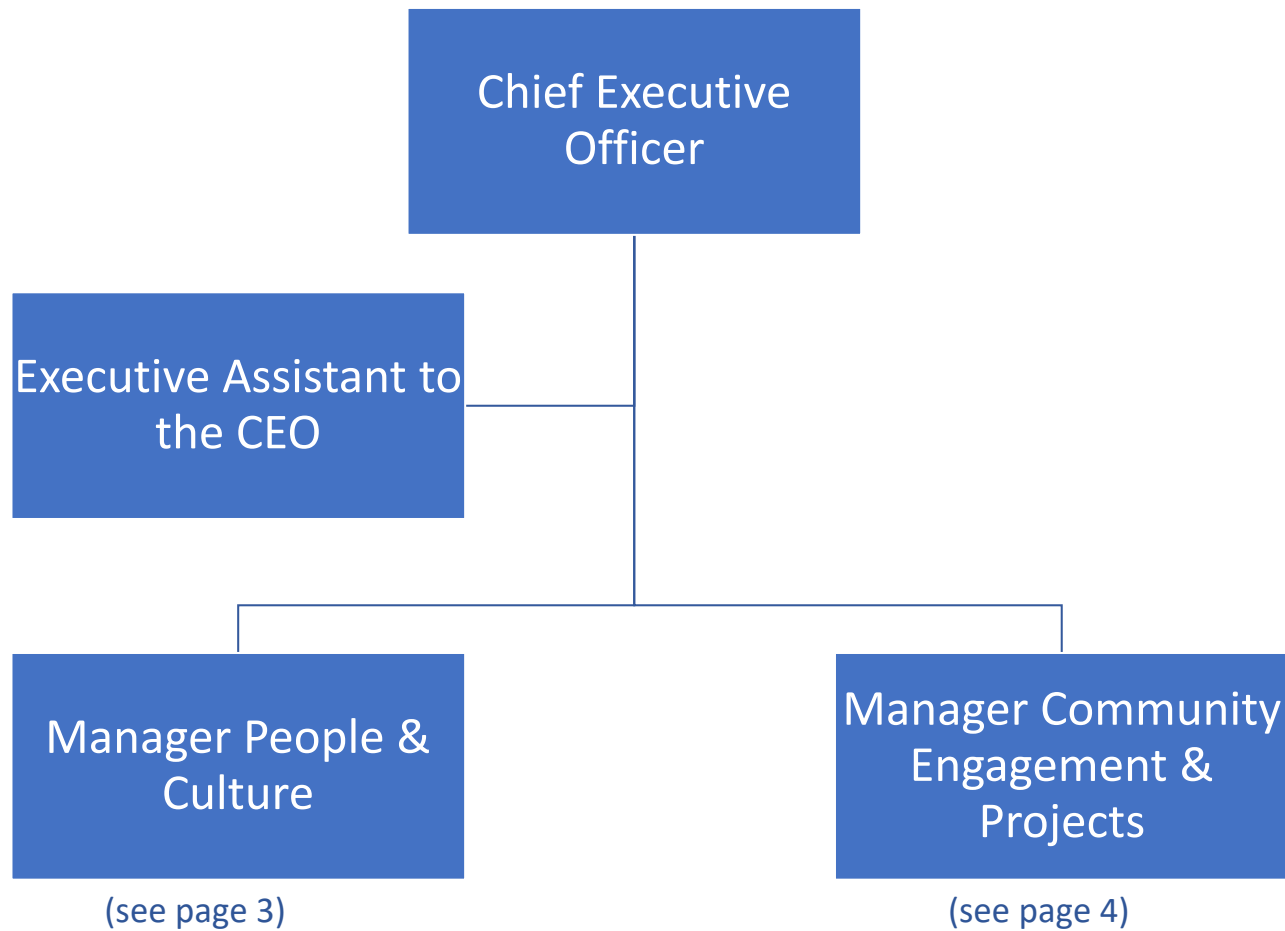 Chief Executive
Officer
Executive Assistant to
the CEO
Manager People &
Culture
(see page 3)
Manager Community
Engagement &
Projects
(see page 4)